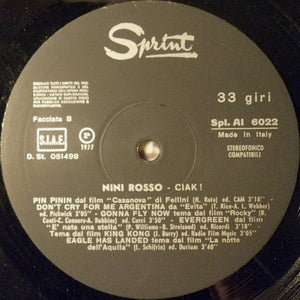 Sprint
33 giri
Facciata B
Spl. AI 6022
Made in Italy
S.I.A.E.
P
1977
D. St. 051498
STEREOFONICO
COMPATIBILE
NINI ROSSO - CIAK!
PIN PININ dal film "Casanova" di Fellini (N. Rota) ed. CAM 3'18" -
DON'T CRY FOR ME ARGENTINA da "Evita" (T. Rice-A. L. Webber)
ed. Pickwick 3'05" - GONNA FLY NOW tema dal film "Rocky" (B.
Conti-C. Conners-A. Robbins) ed. Curci 3'50" - EVERGREEN dal film
"E' nata una stella" (P. Williams-B. Streisand) ed. Ricordi 3'18"
Tema dal film KING KONG (J. Barry) ed. Radio Film Music 3'05" -
EAGLE HAS LANDED tema dal film "La notte
dell'Aquila" (L. Schifrin) ed. Durium 3'40"